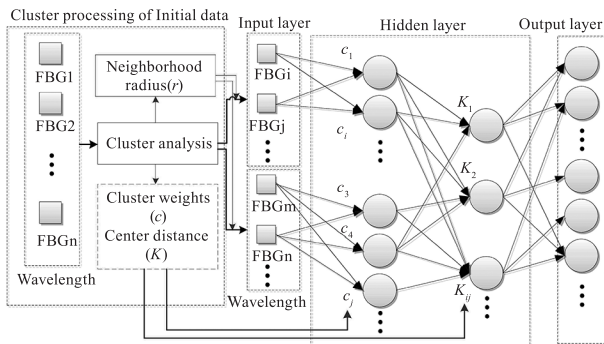 Cluster processing of Initial data
Input layer
Hidden layer
Output layer
FBG1
FBG2
FBGn
Wavelength
Neighborhood
radius(r)
Cluster analysis
Cluster weights
(c)
Center distance
(K)
FBGi
FBGj
FBGm
FBGn
Wavelength
c1
ci
c3
c4
cj
K1
K2
Kij